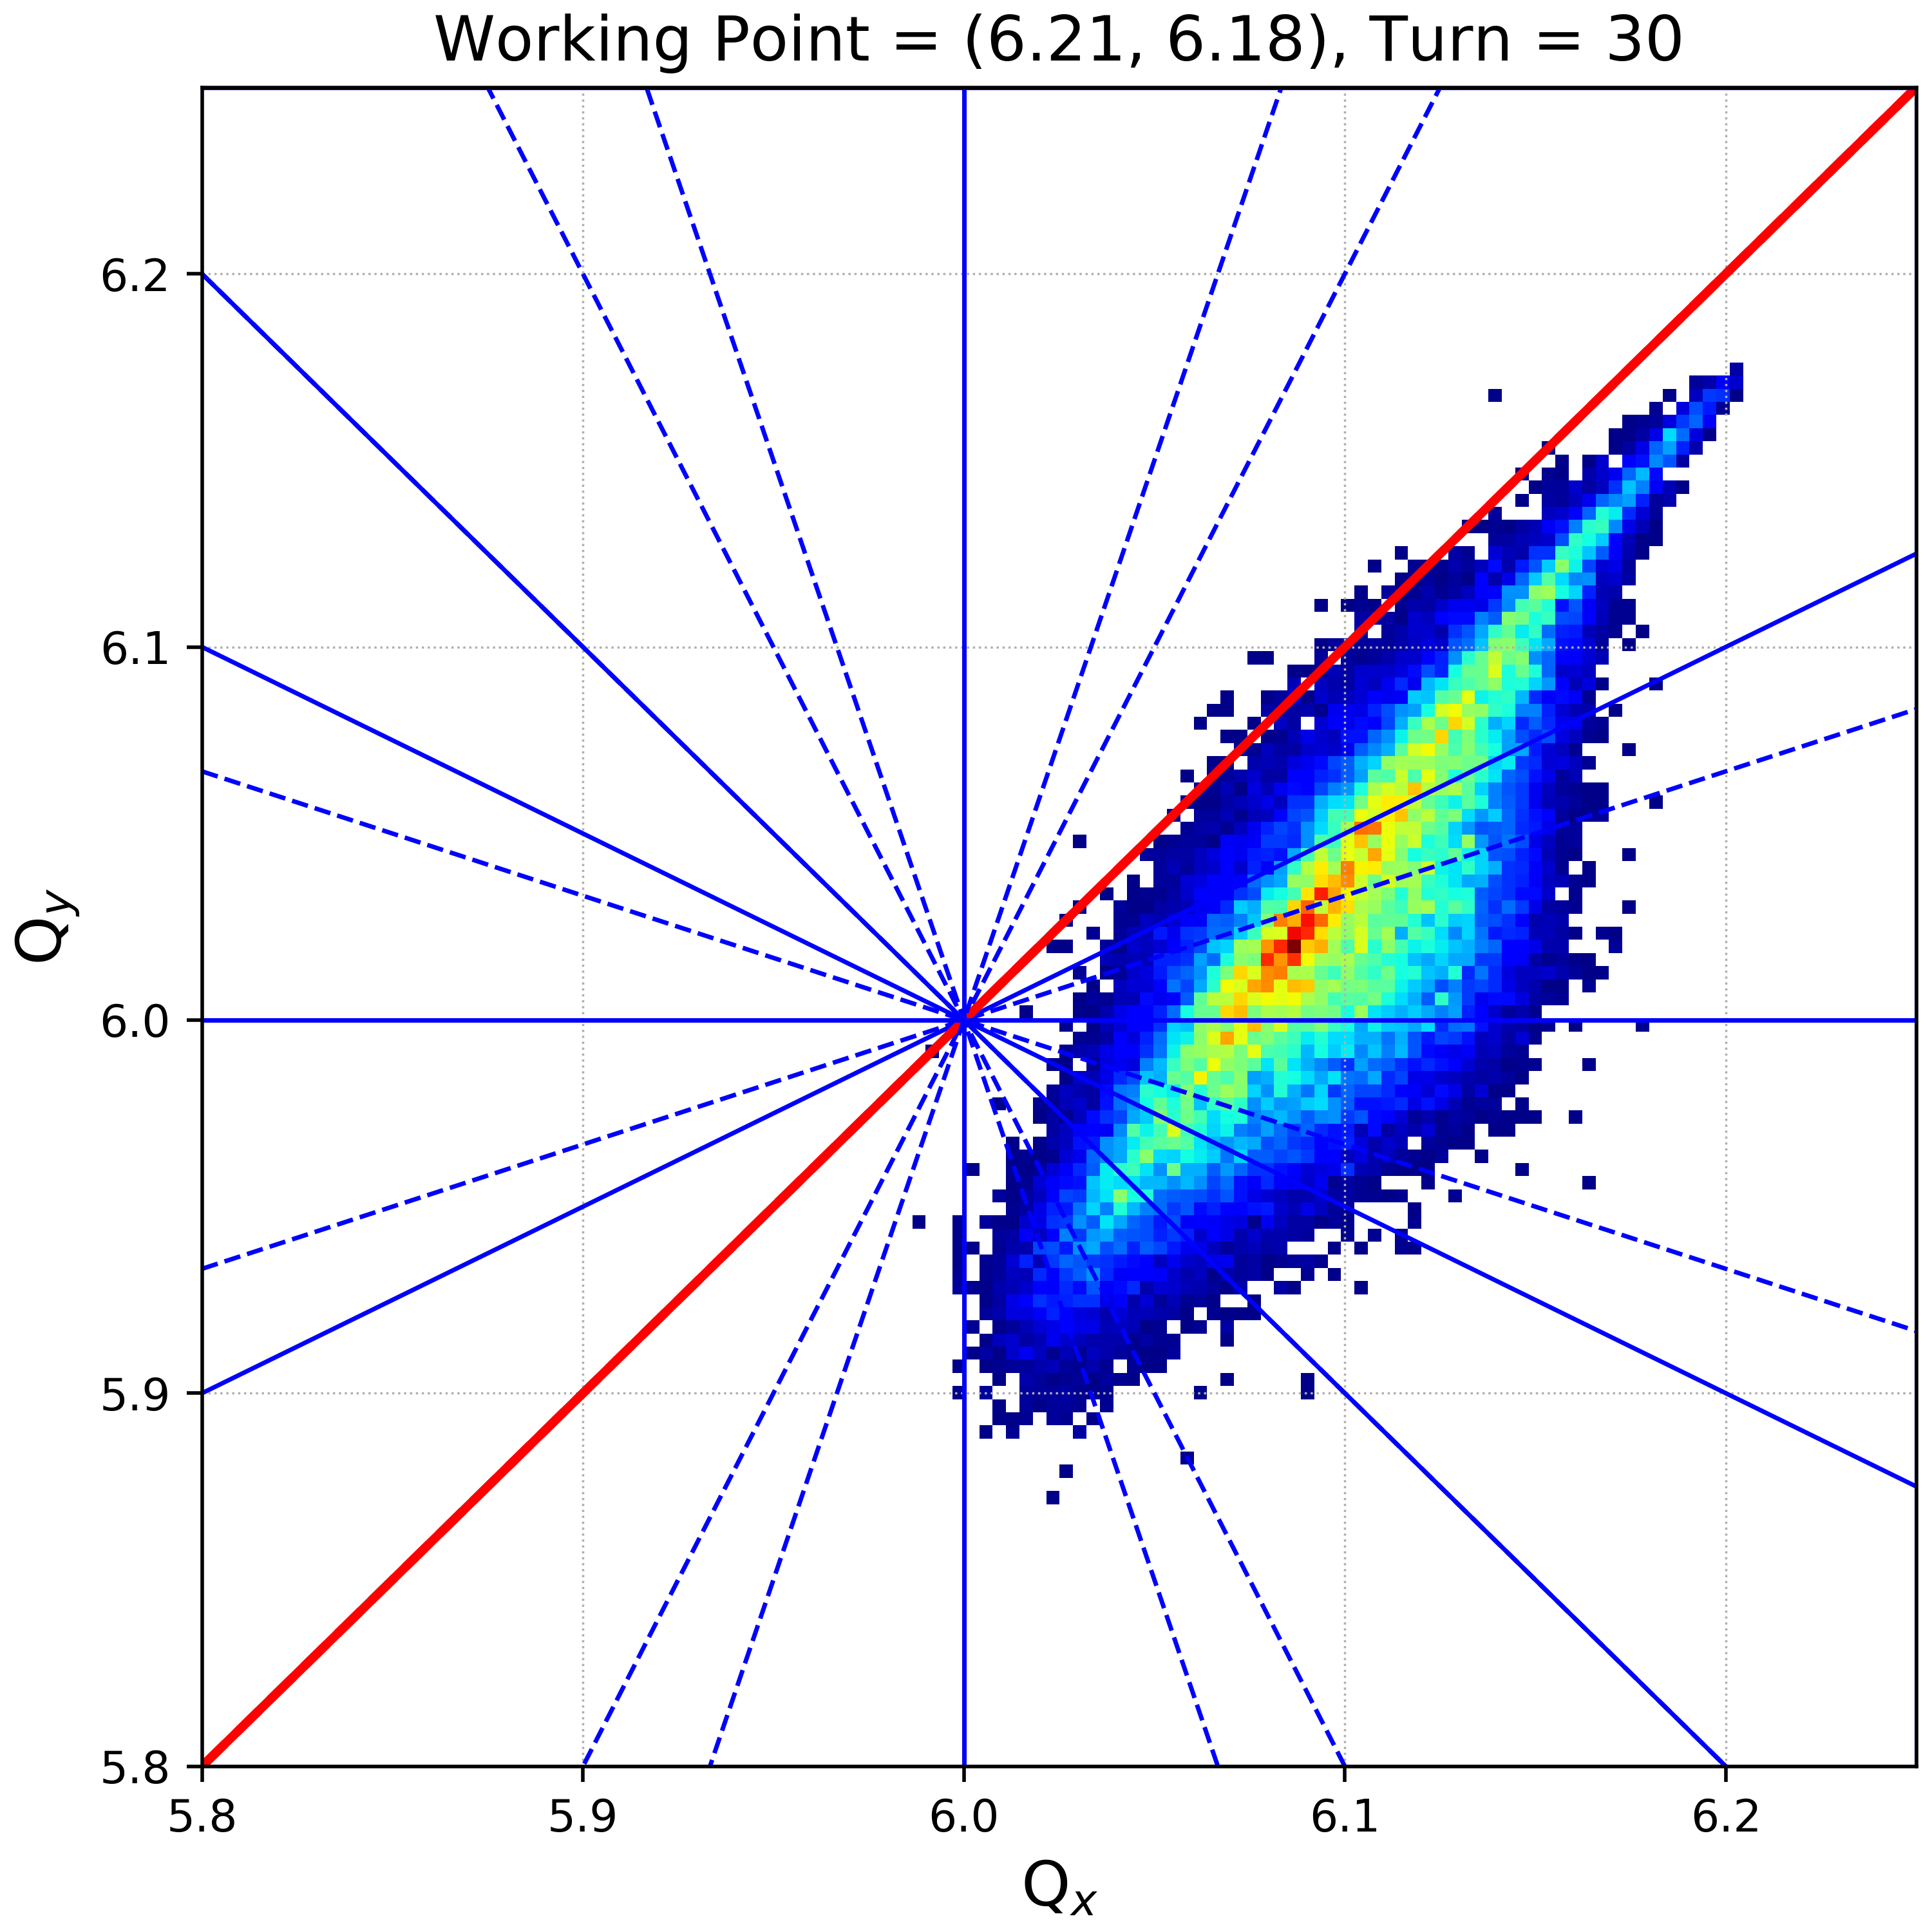 Working Point = (6.21, 6.18), Turn = 30
6.2
6.1
6.0
5.9
5.8
Qy
5.8 5.9 6.0 6.1 6.2
Qx